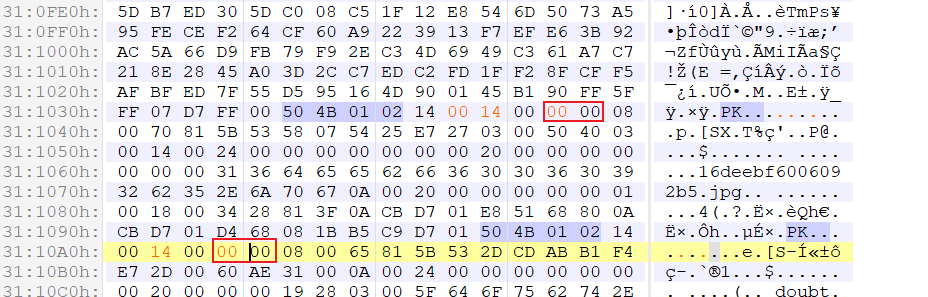 31:0FE0h: 5D B7 ED 30 5D C0 08 C5 1F 12 E8 54 6D 50 73 A5 ]·í0]À.Å..èTmPs¥
31:0FF0h: 95 FE CE F2 64 CF 60 A9 22 39 13 F7 EF E6 3B 92 •þÎòdÏ`©"9.÷ïæ;’
31:1000h: AC 5A 66 D9 FB 79 F9 2E C3 4D 69 49 C3 61 A7 C7 ¬ZfÙûyù.ÃMiIÃa§Ç
31:1010h: 21 8E 28 45 A0 3D 2C C7 ED C2 FD 1F F2 8F CF F5 !Ž(E =,ÇíÂý.ò.Ïõ
31:1020h: AF BF ED 7F 55 D5 95 16 4D 90 01 45 B1 90 FF 5F ¯¿í.UÕ•.M..E±.ÿ_
31:1030h: FF 07 D7 FF 00 50 4B 01 02 14 00 14 00 00 00 08 ÿ.×ÿ.PK.........
31:1040h: 00 70 81 5B 53 58 07 54 25 E7 27 03 00 50 40 03 .p.[SX.T%ç'..P@.
31:1050h: 00 14 00 24 00 00 00 00 00 00 00 20 00 00 00 00 ...$....... ....
31:1060h: 00 00 00 31 36 64 65 65 62 66 36 30 30 36 30 39 ...16deebf600609
31:1070h: 32 62 35 2E 6A 70 67 0A 00 20 00 00 00 00 00 01 2b5.jpg.. ......
31:1080h: 00 18 00 34 28 81 3F 0A CB D7 01 E8 51 68 80 0A ...4(.?.Ë×.èQh€.
31:1090h: CB D7 01 D4 68 08 1B B5 C9 D7 01 50 4B 01 02 14 Ë×.Ôh..µÉ×.PK...
31:10A0h: 00 14 00 00 00 08 00 65 81 5B 53 2D CD AB B1 F4 .......e.[S-Í«±ô
31:10B0h: E7 2D 00 60 AE 31 00 0A 00 24 00 00 00 00 00 00 ç-.`®1...$......
31:10C0h: 00 20 00 00 00 19 28 03 00 5F 64 6F 75 62 74 2E . ....(.._doubt.